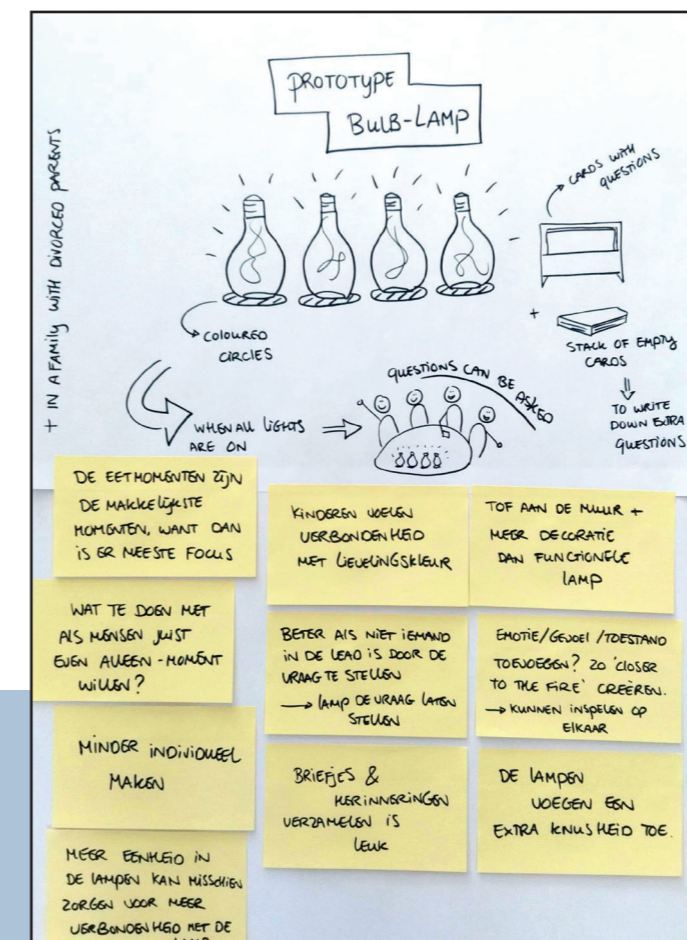 PROTOTYPE
BULB-LAMP
+ IN A FAMILY WITH DIVORCED PARENTS
CARDS WITH
QUESTIONS
COLOURED
CIRCLES
+
STACK OF EMPTY
CARDS
TO WRITE
DOWN EXTRA
QUESTIONS
WHEN ALL LIGHTS
ARE ON
QUESTIONS CAN BE ASKED
DE EETMOMENTEN ZIJN
DE MAKKELIJKSTE
MOMENTEN, WANT DAN
IS ER MEESTE FOCUS
WAT TE DOEN MET
ALS MENSEN JUIST
EVEN ALLEEN-MOMENT
WILLEN?
MINDER INDIVIDUEEL
MAKEN
MEER EENHEID IN
DE LAMPEN KAN MISSCHIEN
ZORGEN VOOR MEER
VERBONDENHEID MET DE
LAMP
KINDEREN VOELEN
VERBONDENHEID
MET LIEVELINGSKLEUR
BETER ALS NIET IEMAND
IN DE LEAD IS DOOR DE
VRAAG TE STELLEN
→ LAMP DE VRAAG LATEN
STELLEN
BRIEFJES &
HERINNERINGEN
VERZAMELEN IS
LEUK
TOF AAN DE MUUR +
MEER DECORATIE
DAN FUNCTIONELE
LAMP
EMOTIE/GEVOEL/TOESTAND
TOEVOEGEN? ZO 'CLOSER
TO THE FIRE' CREËREN.
→ KUNNEN INSPELEN OP
ELKAAR
DE LAMPEN
VOEGEN EEN
EXTRA KNUSHEID TOE.